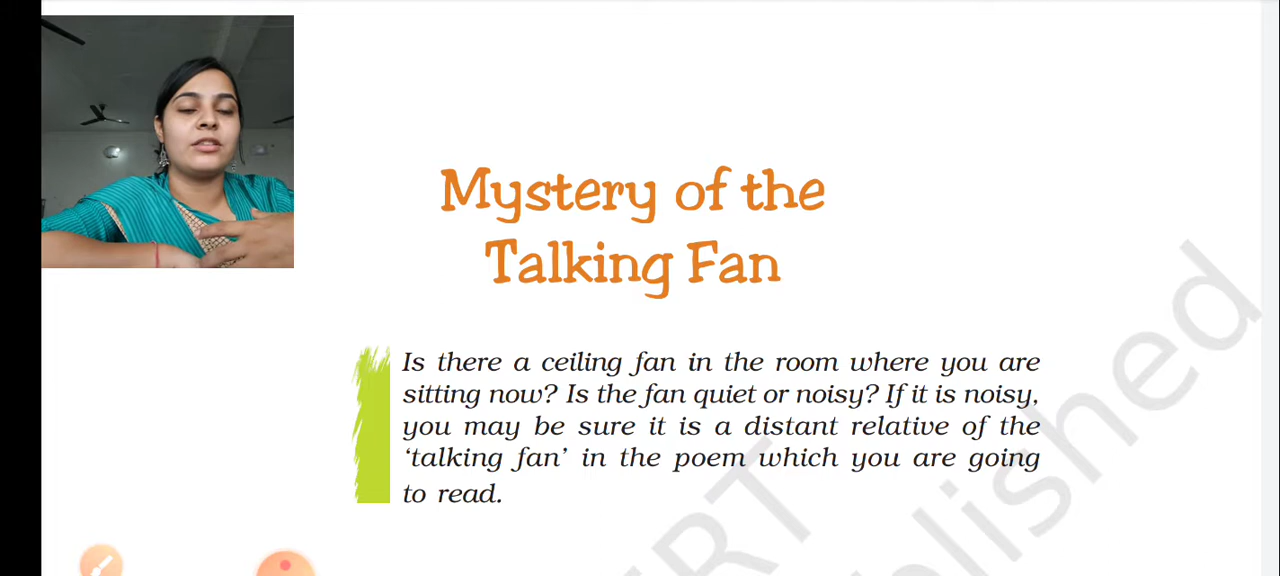 Mystery of the
Talking Fan
Is there a ceiling fan in the room where you are
sitting now? Is the fan quiet or noisy? If it is noisy,
you may be sure it is a distant relative of the
‘talking fan’ in the poem which you are going
to read.